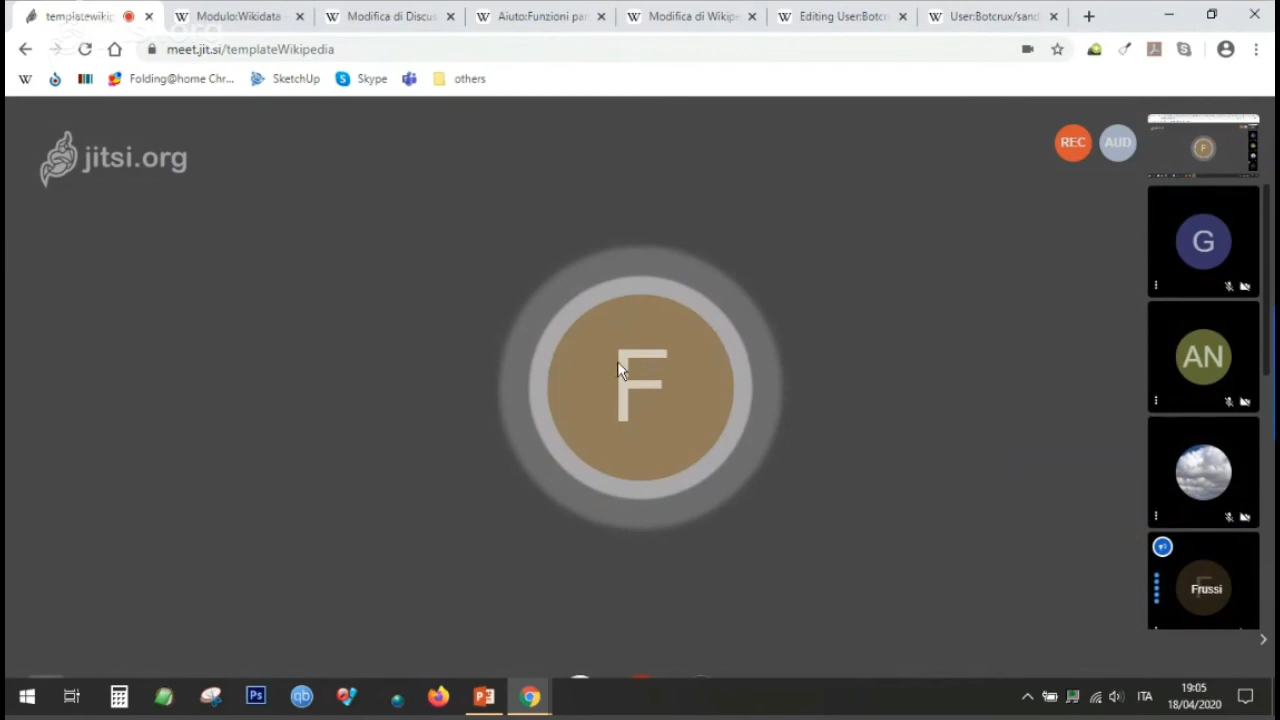 templatewikip
Modulo:Wikidata
Modifica di Discus
Aiuto:Funzioni par
Modifica di Wikipe
Editing User:Botcr
User:Botcrux/sand
meet.jit.si/templateWikipedia
Folding@home Chr...
SketchUp
Skype
others
jitsi.org
REC
AUD
F
G
F
AN
Frussi
ITA
19:05
18/04/2020